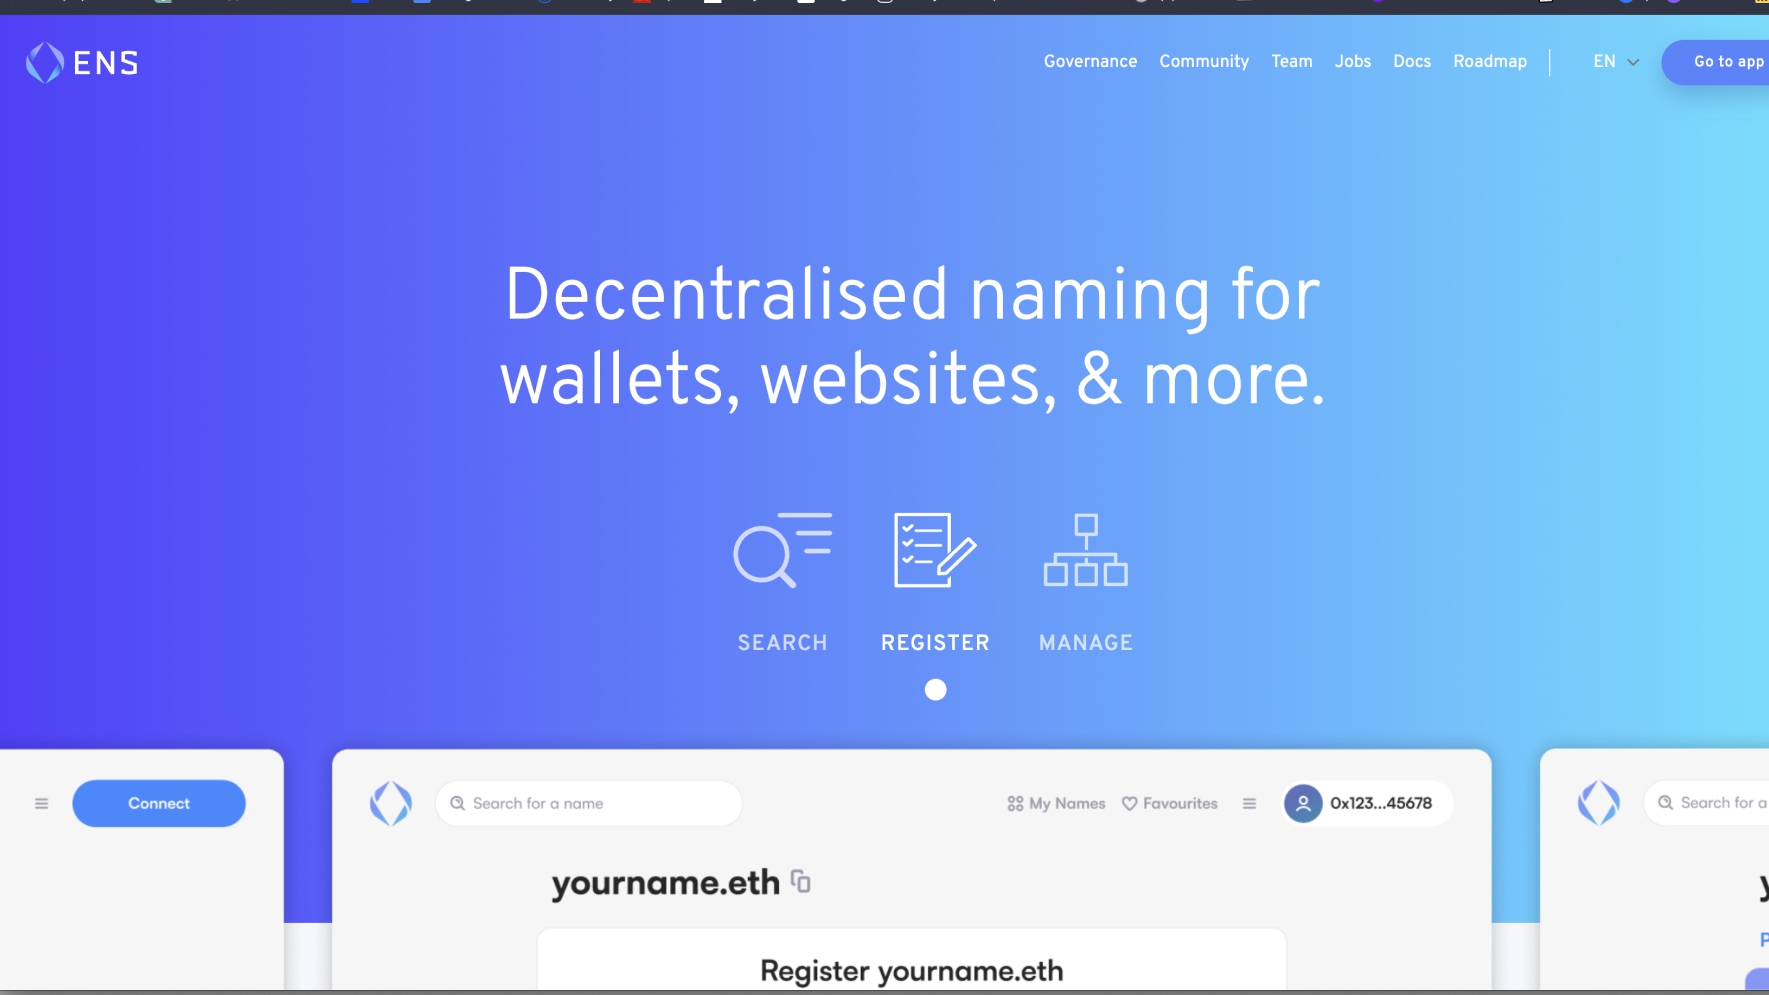 ENS
Governance Community Team Jobs Docs Roadmap EN Go to app
Decentralised naming for
wallets, websites, & more.
SEARCH REGISTER MANAGE
Connect
Search for a name My Names Favourites 0x123...45678
Search for a
yourname.eth
Register yourname.eth